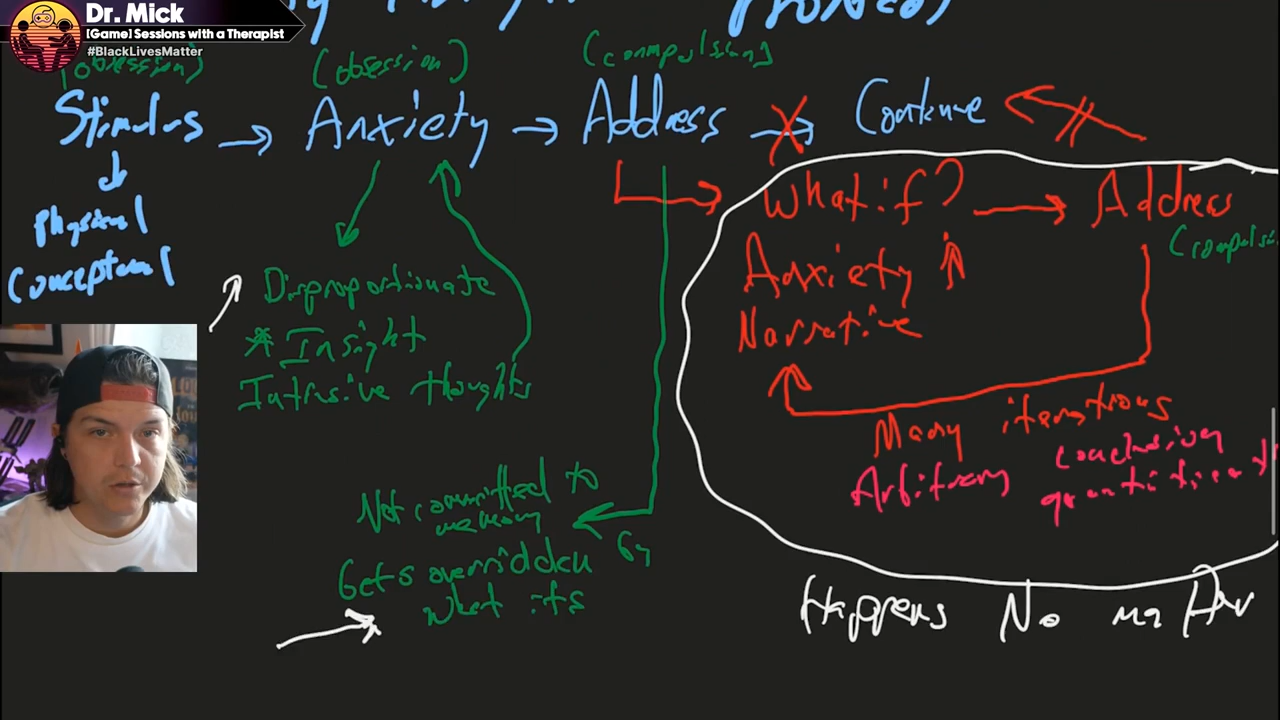 Dr. Mick
[Game] Sessions with a Therapist
#BlackLivesMatter
(obsession) (obsession) (compulsion)
Stimulus → Anxiety → Address → Continue
Physical
Conceptual
Disproportionate
* Insight
Intrusive thoughts
What if? → Address
Anxiety ↑
Narrative
Many iterations
Arbitrary conclusion
Not committed to
memory
Gets overridden by
what ifs
Happens No